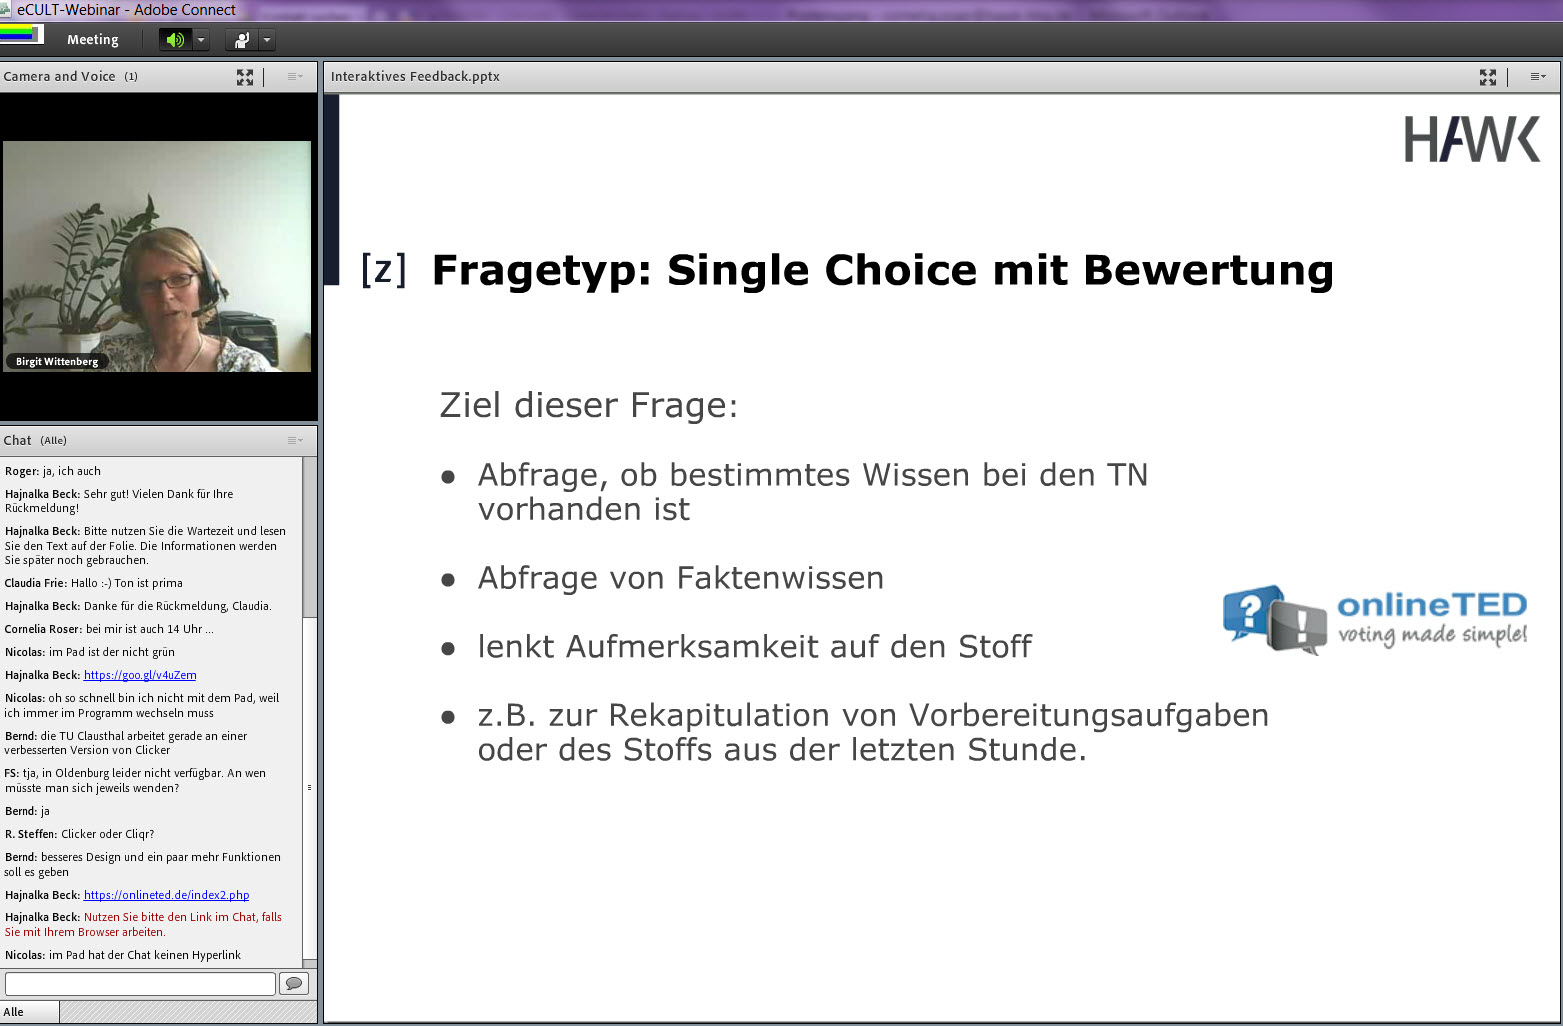 eCULT-Webinar - Adobe Connect
Meeting
Camera and Voice (1)
Birgit Wittenberg
Chat (Alle)
Roger: ja, ich auch
Hajnalka Beck: Sehr gut! Vielen Dank für Ihre
Rückmeldung!
Hajnalka Beck: Bitte nutzen Sie die Wartezeit und lesen
Sie den Text auf der Folie. Die Informationen werden
Sie später noch gebrauchen.
Claudia Frie: Hallo :-) Ton ist prima
Hajnalka Beck: Danke für die Rückmeldung, Claudia.
Cornelia Roser: bei mir ist auch 14 Uhr ...
Nicolas: im Pad ist der nicht grün
Hajnalka Beck: https://goo.gl/v4uZem
Nicolas: oh so schnell bin ich nicht mit dem Pad, weil
ich immer im Programm wechseln muss
Bernd: die TU Clausthal arbeitet gerade an einer
verbesserten Version von Clicker
FS: tja, in Oldenburg leider nicht verfügbar. An wen
müsste man sich jeweils wenden?
Bernd: ja
R. Steffen: Clicker oder Cliqr?
Bernd: besseres Design und ein paar mehr Funktionen
soll es geben
Hajnalka Beck: https://onlineted.de/index2.php
Hajnalka Beck: Nutzen Sie bitte den Link im Chat, falls
Sie mit Ihrem Browser arbeiten.
Nicolas: im Pad hat der Chat keinen Hyperlink
Alle
Interaktives Feedback.pptx
HAWK
[z] Fragetyp: Single Choice mit Bewertung
Ziel dieser Frage:
● Abfrage, ob bestimmtes Wissen bei den TN
vorhanden ist
● Abfrage von Faktenwissen
● lenkt Aufmerksamkeit auf den Stoff
● z.B. zur Rekapitulation von Vorbereitungsaufgaben
oder des Stoffs aus der letzten Stunde.
? ! onlineTED
voting made simple!